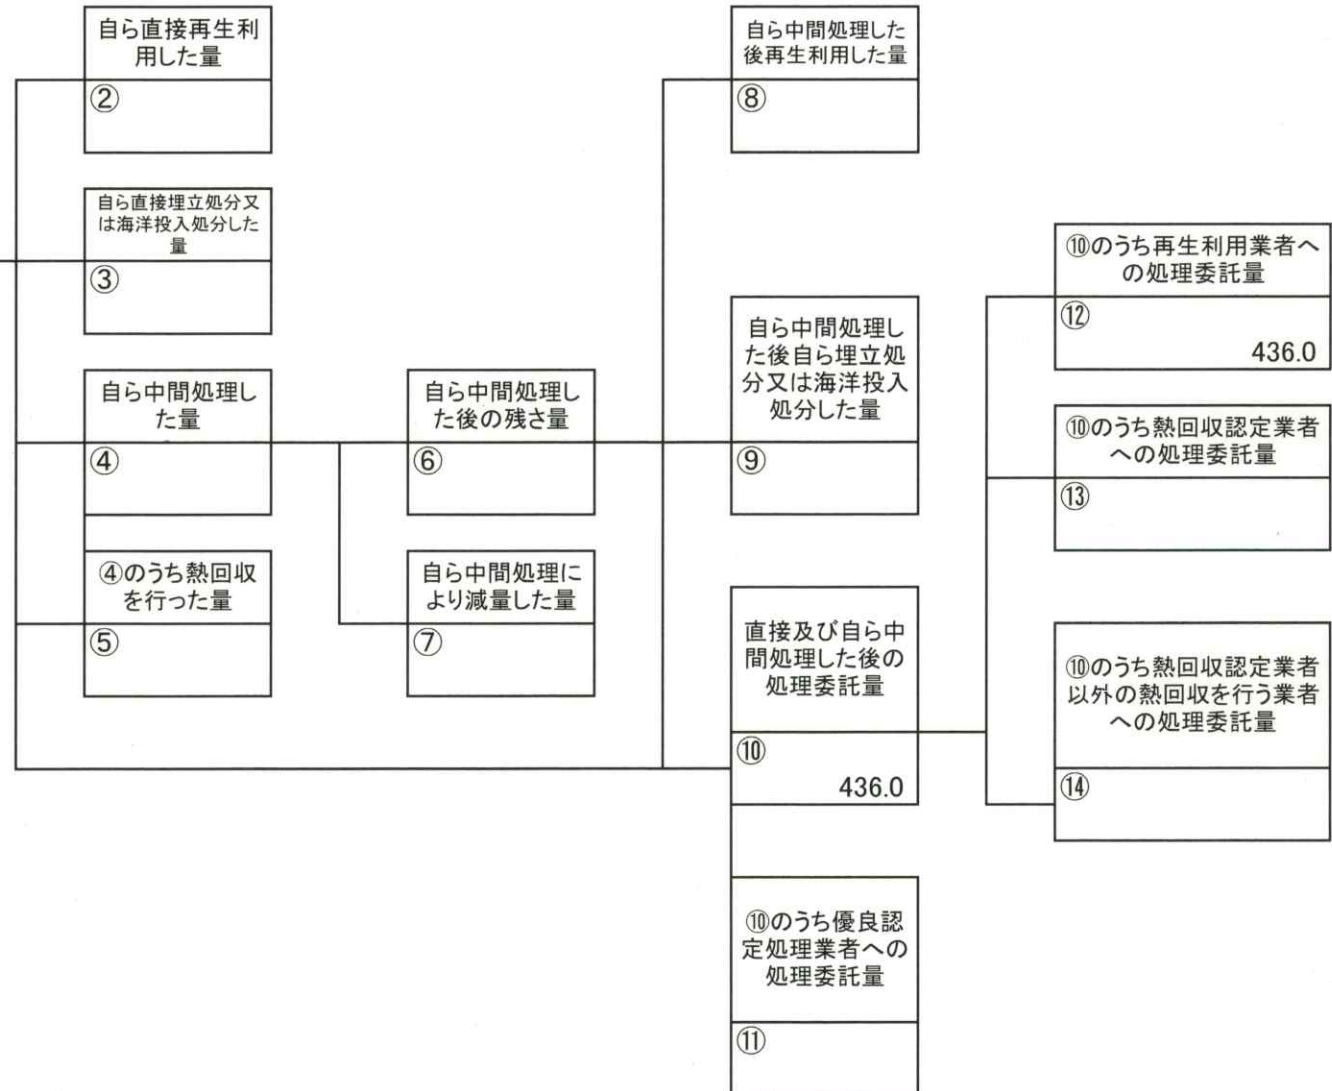 自ら直接再生利
用した量
②
自ら直接埋立処分又
は海洋投入処分した
量
③
自ら中間処理し
た量
④
④のうち熱回収
を行った量
⑤
自ら中間処理し
た後の残さ量
⑥
自ら中間処理に
より減量した量
⑦
自ら中間処理した
後再生利用した量
⑧
自ら中間処理し
た後自ら埋立処
分又は海洋投入
処分した量
⑨
直接及び自ら中
間処理した後の
処理委託量
⑩
436.0
⑩のうち優良認
定処理業者への
処理委託量
⑪
⑩のうち再生利用業者へ
の処理委託量
⑫
436.0
⑩のうち熱回収認定業者
への処理委託量
⑬
⑩のうち熱回収認定業者
以外の熱回収を行う業者
への処理委託量
⑭